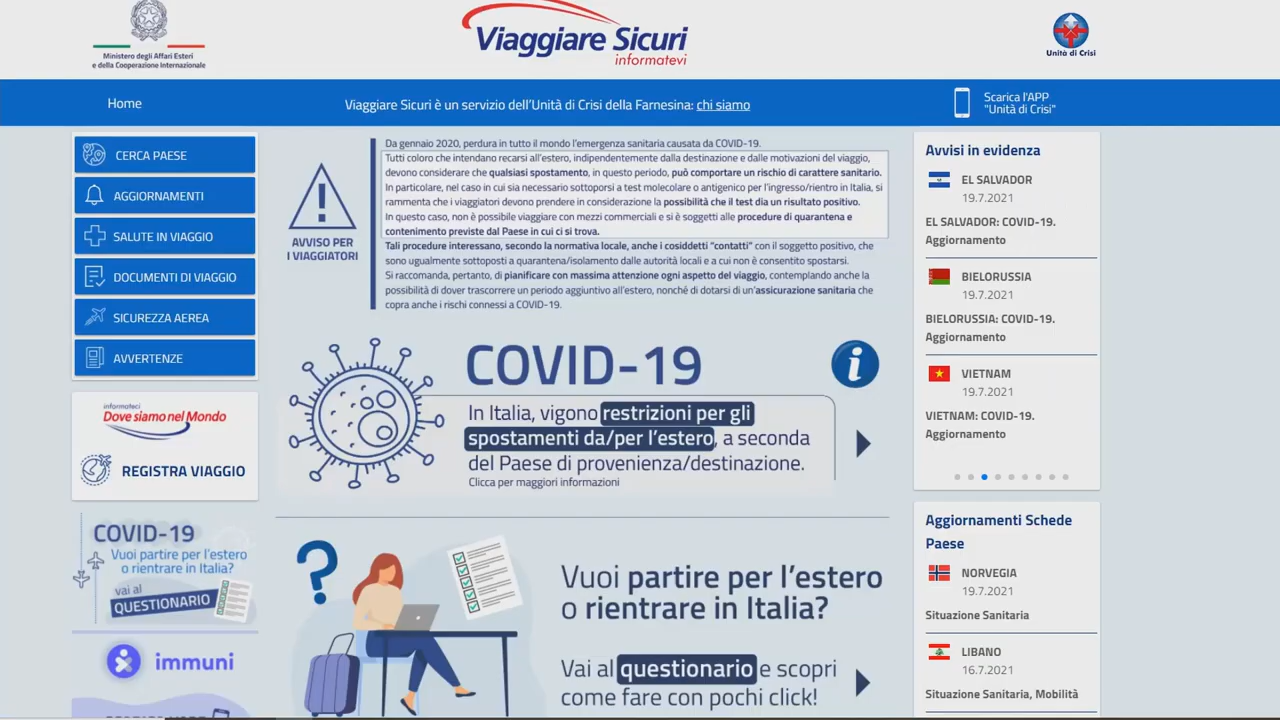 Ministero degli Affari Esteri
e della Cooperazione Internazionale
Viaggiare Sicuri
informatevi
Unità di Crisi
Home
Viaggiare Sicuri è un servizio dell'Unità di Crisi della Farnesina: chi siamo
Scarica l'APP
"Unità di Crisi"
CERCA PAESE
AGGIORNAMENTI
SALUTE IN VIAGGIO
DOCUMENTI DI VIAGGIO
SICUREZZA AEREA
AVVERTENZE
informateci
Dove siamo nel Mondo
REGISTRA VIAGGIO
COVID-19
Vuoi partire per l'estero
o rientrare in Italia?
vai al
QUESTIONARIO
immuni
AVVISO PER
I VIAGGIATORI
Da gennaio 2020, perdura in tutto il mondo l'emergenza sanitaria causata da COVID-19.
Tutti coloro che intendano recarsi all'estero, indipendentemente dalla destinazione e dalle motivazioni del viaggio,
devono considerare che qualsiasi spostamento, in questo periodo, può comportare un rischio di carattere sanitario.
In particolare, nel caso in cui sia necessario sottoporsi a test molecolare o antigenico per l'ingresso/rientro in Italia, si
rammenta che i viaggiatori devono prendere in considerazione la possibilità che il test dia un risultato positivo.
In questo caso, non è possibile viaggiare con mezzi commerciali e si è soggetti alle procedure di quarantena e
contenimento previste dal Paese in cui ci si trova.
Tali procedure interessano, secondo la normativa locale, anche i cosiddetti "contatti" con il soggetto positivo, che
sono ugualmente sottoposti a quarantena/isolamento dalle autorità locali e a cui non è consentito spostarsi.
Si raccomanda, pertanto, di pianificare con massima attenzione ogni aspetto del viaggio, contemplando anche la
possibilità di dover trascorrere un periodo aggiuntivo all'estero, nonché di dotarsi di un'assicurazione sanitaria che
copra anche i rischi connessi a COVID-19.
COVID-19
In Italia, vigono restrizioni per gli
spostamenti da/per l'estero, a seconda
del Paese di provenienza/destinazione.
Clicca per maggiori informazioni
Vuoi partire per l'estero
o rientrare in Italia?
Vai al questionario e scopri
come fare con pochi click!
Avvisi in evidenza
EL SALVADOR
19.7.2021
EL SALVADOR: COVID-19.
Aggiornamento
BIELORUSSIA
19.7.2021
BIELORUSSIA: COVID-19.
Aggiornamento
VIETNAM
19.7.2021
VIETNAM: COVID-19.
Aggiornamento
Aggiornamenti Schede
Paese
NORVEGIA
19.7.2021
Situazione Sanitaria
LIBANO
16.7.2021
Situazione Sanitaria, Mobilità